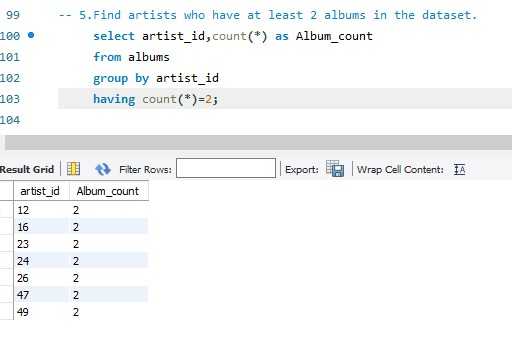 99 -- 5.Find artists who have at least 2 albums in the dataset.
100 select artist_id,count(*) as Album_count
101 from albums
102 group by artist_id
103 having count(*)=2;
104
Result Grid Filter Rows: Export: Wrap Cell Content: IA
artist_id Album_count
12 2
16 2
23 2
24 2
26 2
47 2
49 2